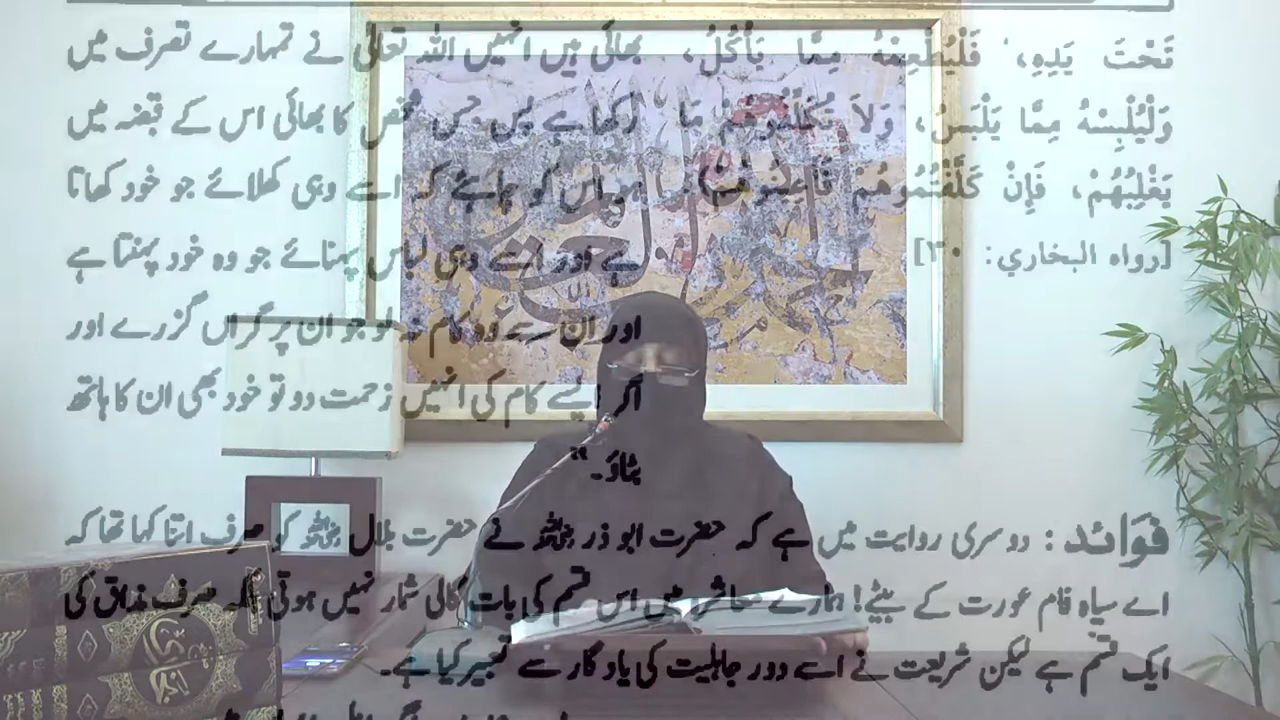 تَحْتَ يَدِهِ، فَلْيُطْعِمْهُ مِمَّا يَأْكُلُ، بھائی ہیں انہیں اللہ تعالیٰ نے تمہارے تصرف میں
وَلْيُلْبِسْهُ مِمَّا يَلْبَسُ، وَلاَ تُكَلِّفُوهُمْ مَا رکھا ہے پس جس شخص کا بھائی اس کے قبضہ میں
يَغْلِبُهُمْ، فَإِنْ كَلَّفْتُمُوهُمْ فَأَعِينُوهُمْ) ہو اس کو چاہئے کہ اسے وہی کھلائے جو خود کھاتا
[رواه البخاري: ٣٠] ہے اور اسے وہی لباس پہنائے جو وہ خود پہنتا ہے
اور ان سے وہ کام نہ لو جو ان پر گراں گزرے اور
اگر ایسے کام کی انہیں زحمت دو تو خود بھی ان کا ہاتھ
بٹاؤ۔"
فوائد : دوسری روایت میں ہے کہ حضرت ابو ذر رضی اللہ نے حضرت بلال رضی اللہ کو صرف اتنا کہا تھا کہ
اے سیاہ فام عورت کے بیٹے! ہمارے معاشرہ میں اس قسم کی بات گالی شمار نہیں ہوتی بلکہ صرف مذاق کی
ایک قسم ہے لیکن شریعت نے اسے دور جاہلیت کی یادگار سے تعبیر کیا ہے۔